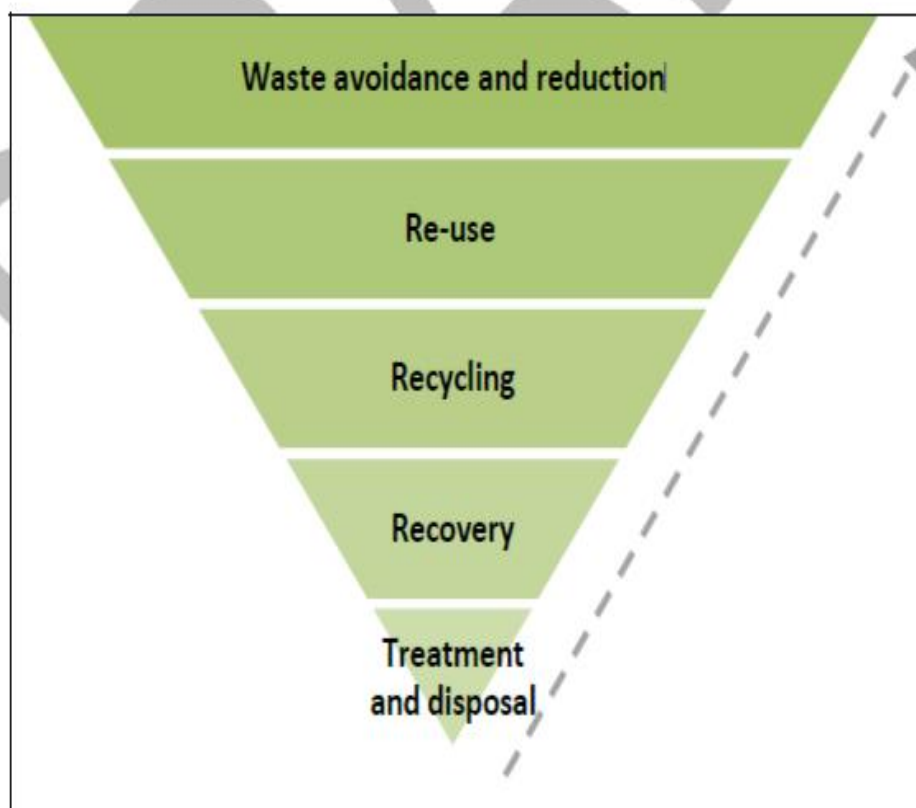 Waste avoidance and reduction
Re-use
Recycling
Recovery
Treatment
and disposal